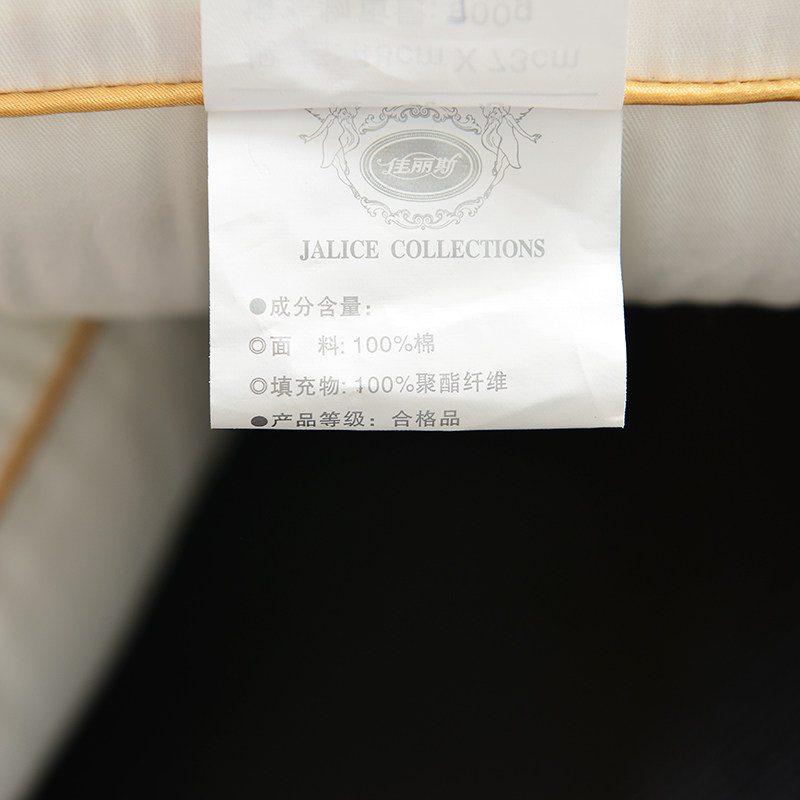 佳丽斯
JALICE COLLECTIONS
●成分含量：
◎面 料: 100%棉
◎填充物: 100%聚酯纤维
●产品等级：合格品